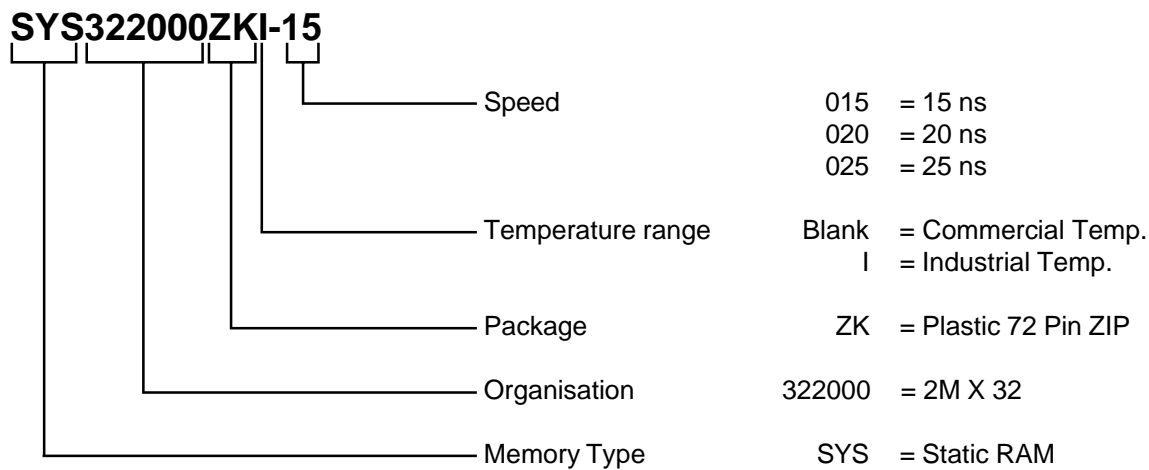 SYS322000ZKI-15
Speed 015 = 15 ns
020 = 20 ns
025 = 25 ns
Temperature range Blank = Commercial Temp.
I = Industrial Temp.
Package ZK = Plastic 72 Pin ZIP
Organisation 322000 = 2M X 32
Memory Type SYS = Static RAM